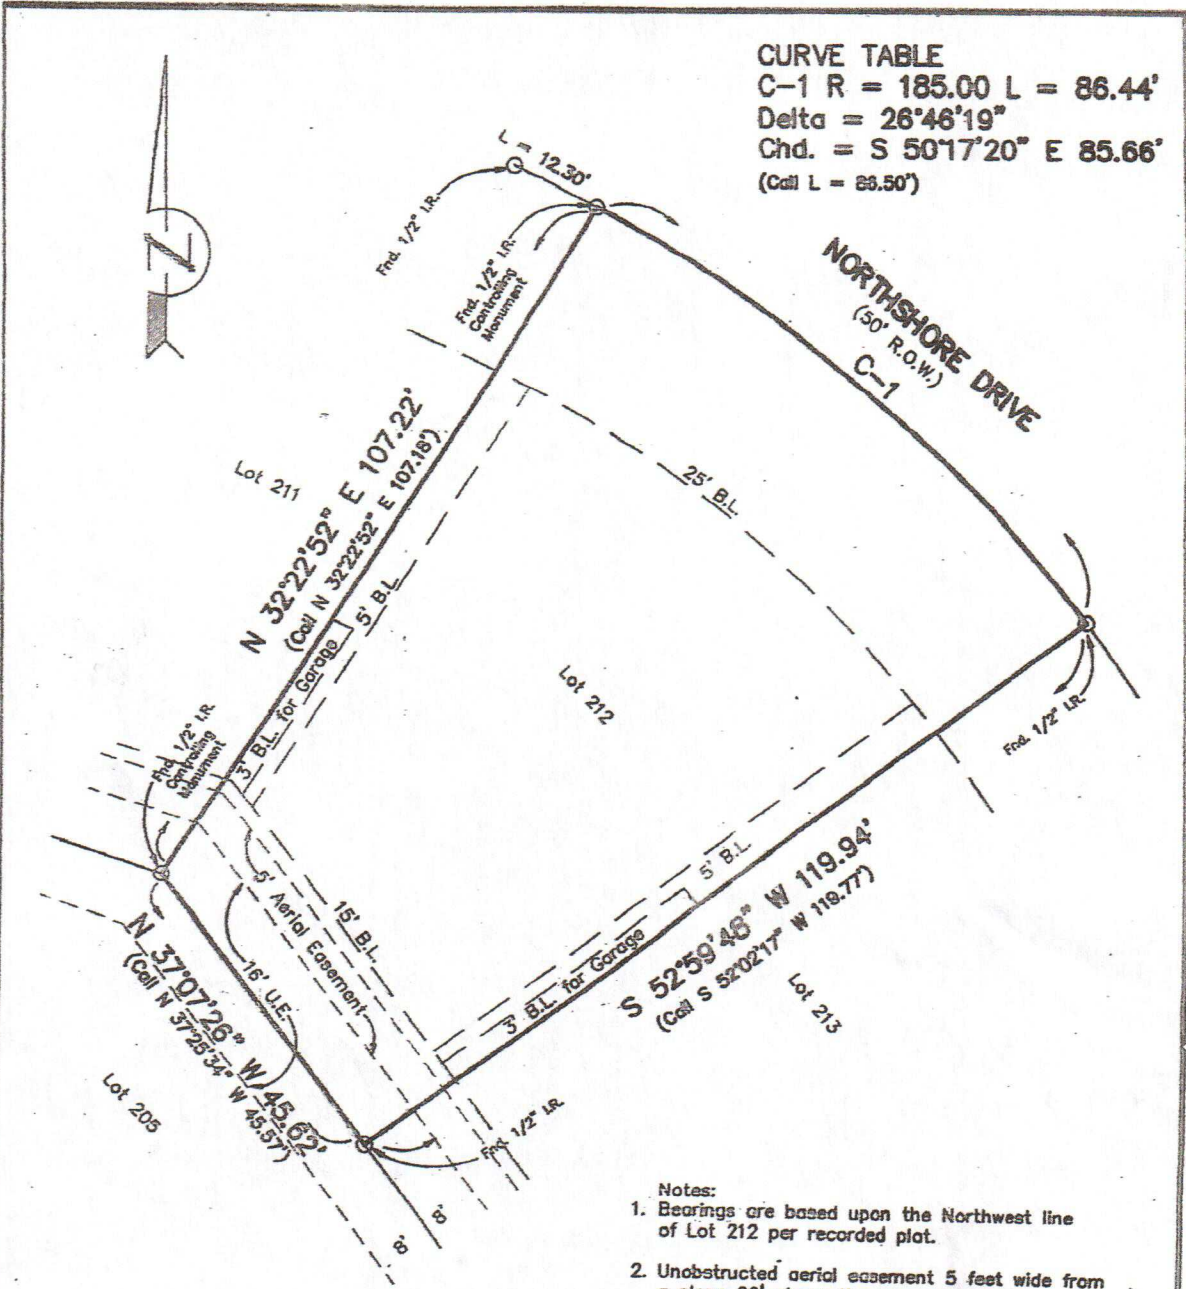 CURVE TABLE
C-1 R = 185.00 L = 86.44'
Delta = 26°46'19"
Chd. = S 50°17'20" E 85.66'
(Call L = 86.50')
L = 12.30'
Fnd. 1/2" I.R.
Fnd. 1/2" I.R.
Controlling
Monument
NORTHSHORE DRIVE
(50' R.O.W.)
C-1
N
Lot 211
N 32°22'52" E 107.22'
(Call N 32°22'52" E 107.18')
25' B.L.
5' B.L.
3' B.L. for Garage
Lot 212
Fnd. 1/2" I.R.
Fnd. 1/2" I.R.
Controlling
Monument
5' Aerial Easement
15' B.L.
16' U.E.
5' B.L.
3' B.L. for Garage
S 52°59'48" W 119.94'
(Call S 52°02'17" W 119.77')
Lot 213
N 37°07'26" W 45.62'
(Call N 37°25'34" W 45.57')
Lot 205
Fnd. 1/2" I.R.
8'
8'
Notes:
1. Bearings are based upon the Northwest line
of Lot 212 per recorded plat.
2. Unobstructed aerial easement 5 feet wide from